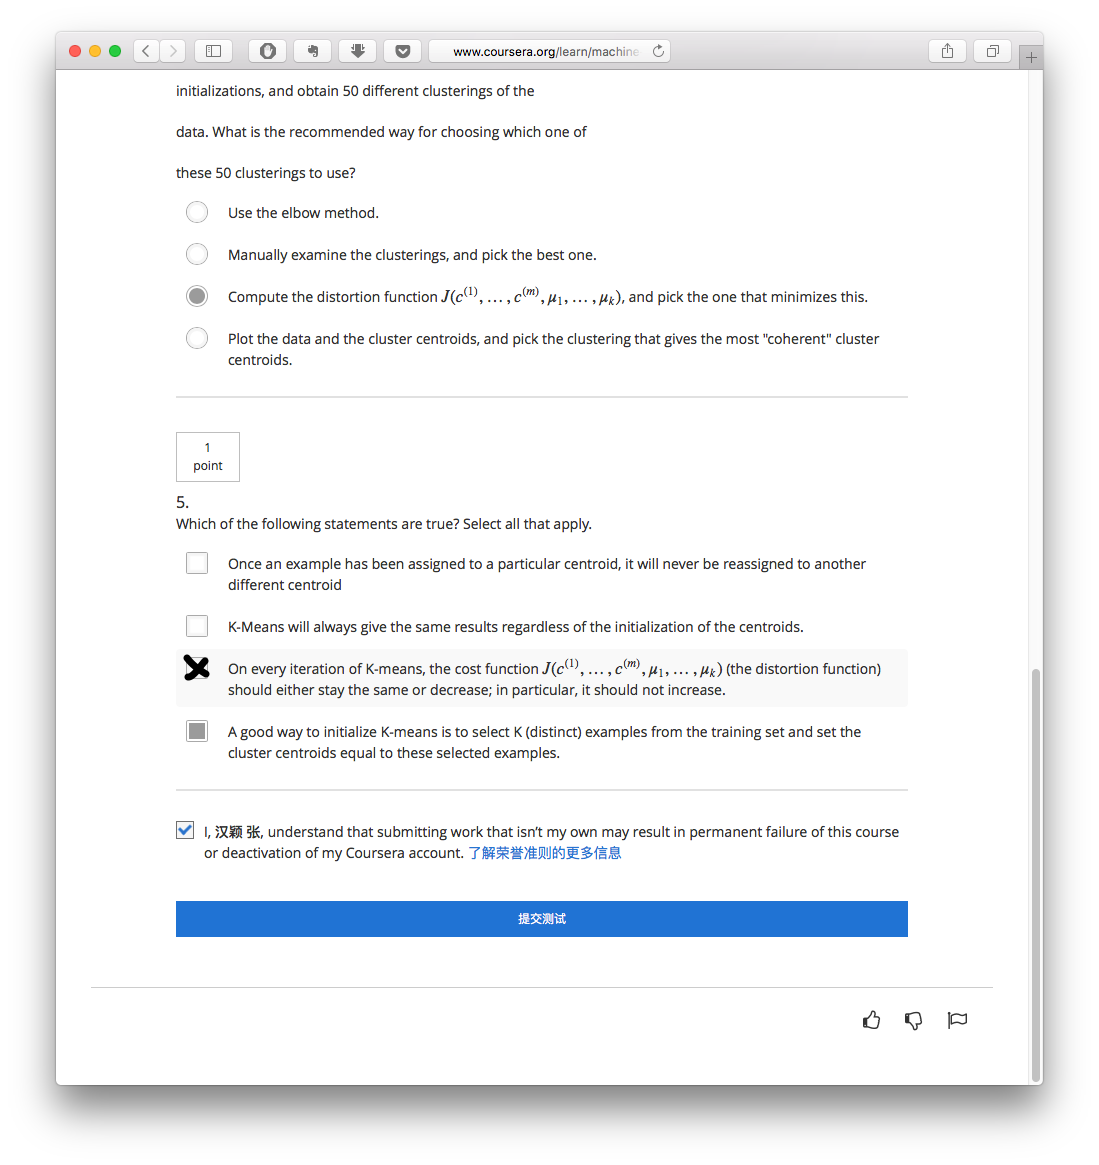 www.coursera.org/learn/machine
initializations, and obtain 50 different clusterings of the
data. What is the recommended way for choosing which one of
these 50 clusterings to use?
Use the elbow method.
Manually examine the clusterings, and pick the best one.
Compute the distortion function J(c⁽¹⁾, … , c⁽ᵐ⁾, μ₁, … , μₖ), and pick the one that minimizes this.
Plot the data and the cluster centroids, and pick the clustering that gives the most "coherent" cluster
centroids.
1
point
5.
Which of the following statements are true? Select all that apply.
Once an example has been assigned to a particular centroid, it will never be reassigned to another
different centroid
K-Means will always give the same results regardless of the initialization of the centroids.
On every iteration of K-means, the cost function J(c⁽¹⁾, … , c⁽ᵐ⁾, μ₁, … , μₖ) (the distortion function)
should either stay the same or decrease; in particular, it should not increase.
A good way to initialize K-means is to select K (distinct) examples from the training set and set the
cluster centroids equal to these selected examples.
I, 汉颖 张, understand that submitting work that isn’t my own may result in permanent failure of this course
or deactivation of my Coursera account. 了解荣誉准则的更多信息
提交测试